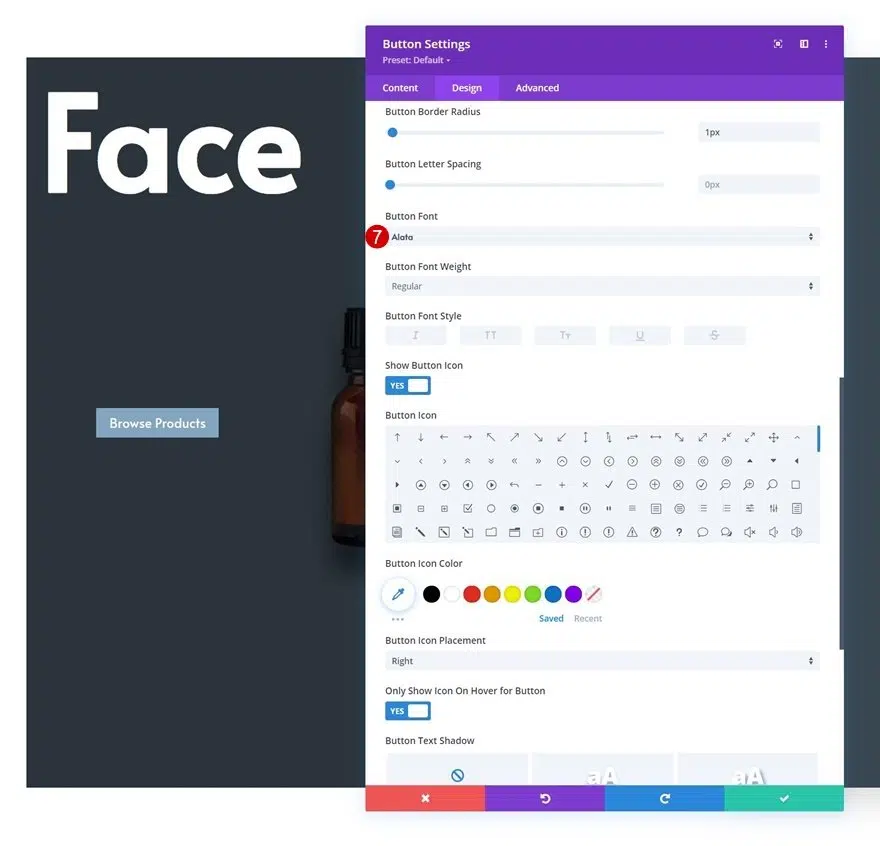 Face
Browse Products
Button Settings
Preset: Default
Content Design Advanced
Button Border Radius
1px
Button Letter Spacing
0px
Button Font
7 Alata
Button Font Weight
Regular
Button Font Style
I TT Tт U S
Show Button Icon
YES
Button Icon
Button Icon Color
Saved Recent
Button Icon Placement
Right
Only Show Icon On Hover for Button
YES
Button Text Shadow
aA aA